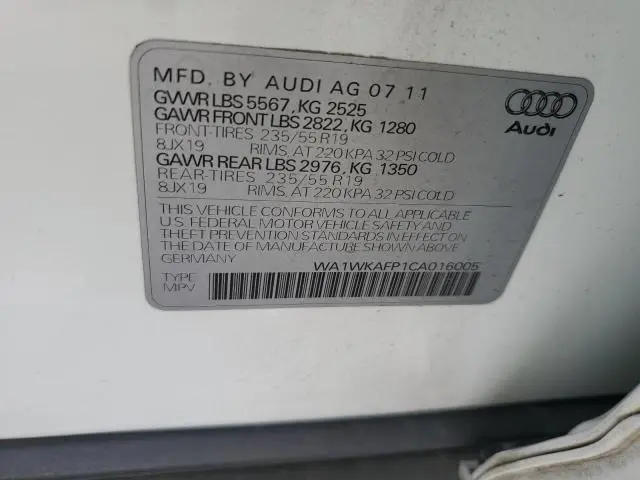 MFD. BY AUDI AG 07 11
GVWR LBS 5567, KG 2525
GAWR FRONT LBS 2822, KG 1280
FRONT-TIRES 235/55 R19
8JX19 RIMS, AT 220 KPA 32 PSI COLD
GAWR REAR LBS 2976, KG 1350
REAR-TIRES 235/55 R19
8JX19 RIMS, AT 220 KPA 32 PSI COLD
Audi
THIS VEHICLE CONFORMS TO ALL APPLICABLE
U.S. FEDERAL MOTOR VEHICLE SAFETY AND
THEFT PREVENTION STANDARDS IN EFFECT ON
THE DATE OF MANUFACTURE SHOWN ABOVE
GERMANY WA1WKAFP1CA016005
TYPE
MPV